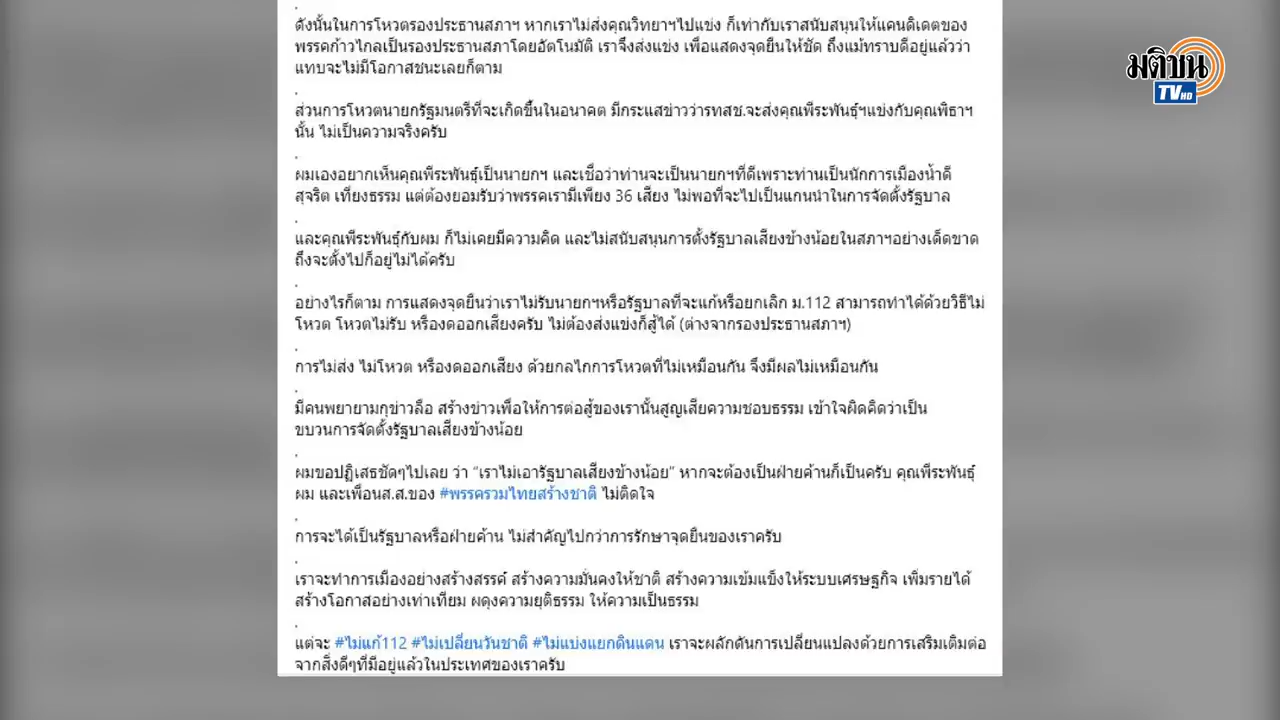 .
ดังนั้นในการโหวตรองประธานสภาฯ หากเราไม่ส่งคุณวิทยาฯไปแข่ง ก็เท่ากับเราสนับสนุนให้แคนดิเดตของ
พรรคก้าวไกลเป็นรองประธานสภาโดยอัตโนมัติ เราจึงส่งแข่ง เพื่อแสดงจุดยืนให้ชัด ถึงแม้ทราบดีอยู่แล้วว่า
แทบจะไม่มีโอกาสชนะเลยก็ตาม
.
ส่วนการโหวตนายกรัฐมนตรีที่จะเกิดขึ้นในอนาคต มีกระแสข่าวว่ารทสช.จะส่งคุณพีระพันธุ์ฯแข่งกับคุณพิธาฯ
นั้น ไม่เป็นความจริงครับ
.
ผมเองอยากเห็นคุณพีระพันธุ์เป็นนายกฯ และเชื่อว่าท่านจะเป็นนายกฯที่ดีเพราะท่านเป็นนักการเมืองน้ำดี
สุจริต เที่ยงธรรม แต่ต้องยอมรับว่าพรรคเรามีเพียง 36 เสียง ไม่พอที่จะไปเป็นแกนนำในการจัดตั้งรัฐบาล
.
และคุณพีระพันธุ์กับผม ก็ไม่เคยมีความคิด และไม่สนับสนุนการตั้งรัฐบาลเสียงข้างน้อยในสภาฯอย่างเด็ดขาด
ถึงจะตั้งไปก็อยู่ไม่ได้ครับ
.
อย่างไรก็ตาม การแสดงจุดยืนว่าเราไม่รับนายกฯหรือรัฐบาลที่จะแก้หรือยกเลิก ม.112 สามารถทำได้ด้วยวิธีไม่
โหวต โหวตไม่รับ หรืองดออกเสียงครับ ไม่ต้องส่งแข่งก็สู้ได้ (ต่างจากรองประธานสภาฯ)
.
การไม่ส่ง ไม่โหวต หรืองดออกเสียง ด้วยกลไกการโหวตที่ไม่เหมือนกัน จึงมีผลไม่เหมือนกัน
.
มีคนพยายามกุข่าวลือ สร้างข่าวเพื่อให้การต่อสู้ของเรานั้นสูญเสียความชอบธรรม เข้าใจผิดคิดว่าเป็น
ขบวนการจัดตั้งรัฐบาลเสียงข้างน้อย
.
ผมขอปฏิเสธชัดๆไปเลย ว่า “เราไม่เอารัฐบาลเสียงข้างน้อย” หากจะต้องเป็นฝ่ายค้านก็เป็นครับ คุณพีระพันธุ์
ผม และเพื่อนส.ส.ของ #พรรครวมไทยสร้างชาติ ไม่ติดใจ
.
การจะได้เป็นรัฐบาลหรือฝ่ายค้าน ไม่สำคัญไปกว่าการรักษาจุดยืนของเราครับ
.
เราจะทำการเมืองอย่างสร้างสรรค์ สร้างความมั่นคงให้ชาติ สร้างความเข้มแข็งให้ระบบเศรษฐกิจ เพิ่มรายได้
สร้างโอกาสอย่างเท่าเทียม ผดุงความยุติธรรม ให้ความเป็นธรรม
.
แต่จะ #ไม่แก้112 #ไม่เปลี่ยนวันชาติ #ไม่แบ่งแยกดินแดน เราจะผลักดันการเปลี่ยนแปลงด้วยการเสริมเติมต่อ
จากสิ่งดีๆที่มีอยู่แล้วในประเทศของเราครับ
มติชน
TV HD